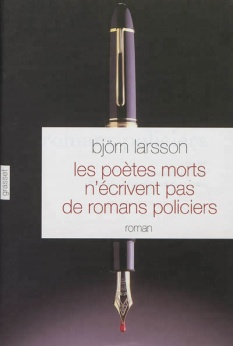 björn larsson
les poètes morts
n'écrivent pas
de romans policiers
roman
grasset